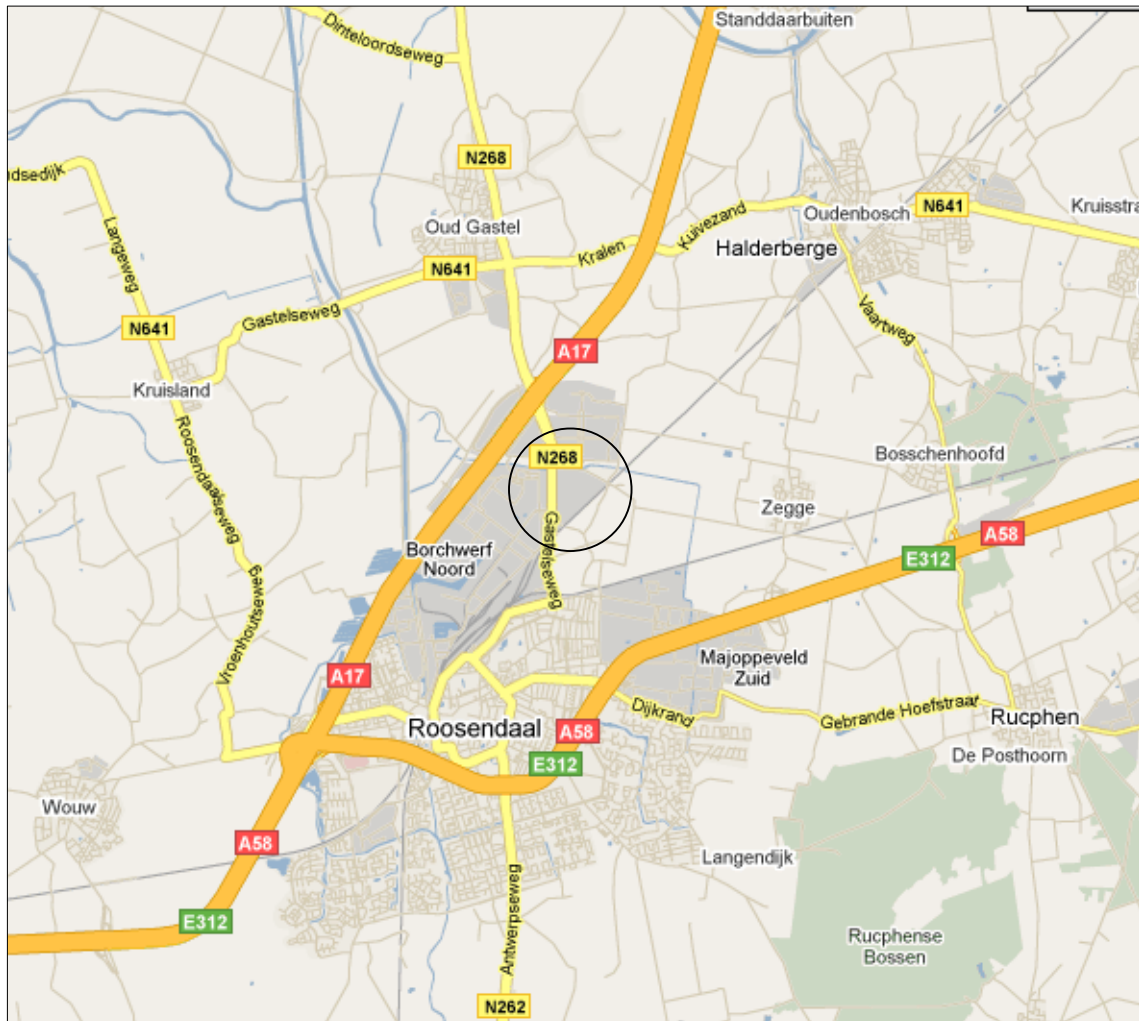 Standdaarbuiten
Dinteloordseweg
N268
ndsedijk
Langeweg
Oud Gastel
Kuivezand
Oudenbosch
N641
Kruisstra
Halderberge
Kralen
N641
Gastelseweg
N641
Vaartweg
A17
Kruisland
Roosendaalseweg
N268
Bosschenhoofd
Zegge
Gastelseweg
A58
E312
Borchwerf
Noord
Vroenhoutseweg
Majoppeveld
Zuid
A17
Dijkrand
Gebrande Hoefstraar
Rucphen
Roosendaal
A58
De Posthoorn
E312
Wouw
A58
Langendijk
E312
Antwerpseweg
Rucphense
Bossen
N262